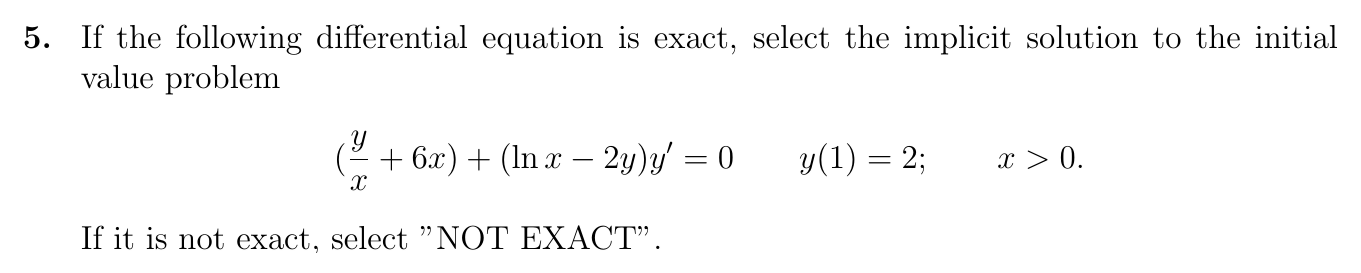 5. If the following differential equation is exact, select the implicit solution to the initial
value problem
(y/x + 6x) + (ln x − 2y)y′ = 0 y(1) = 2; x > 0.
If it is not exact, select ”NOT EXACT”.